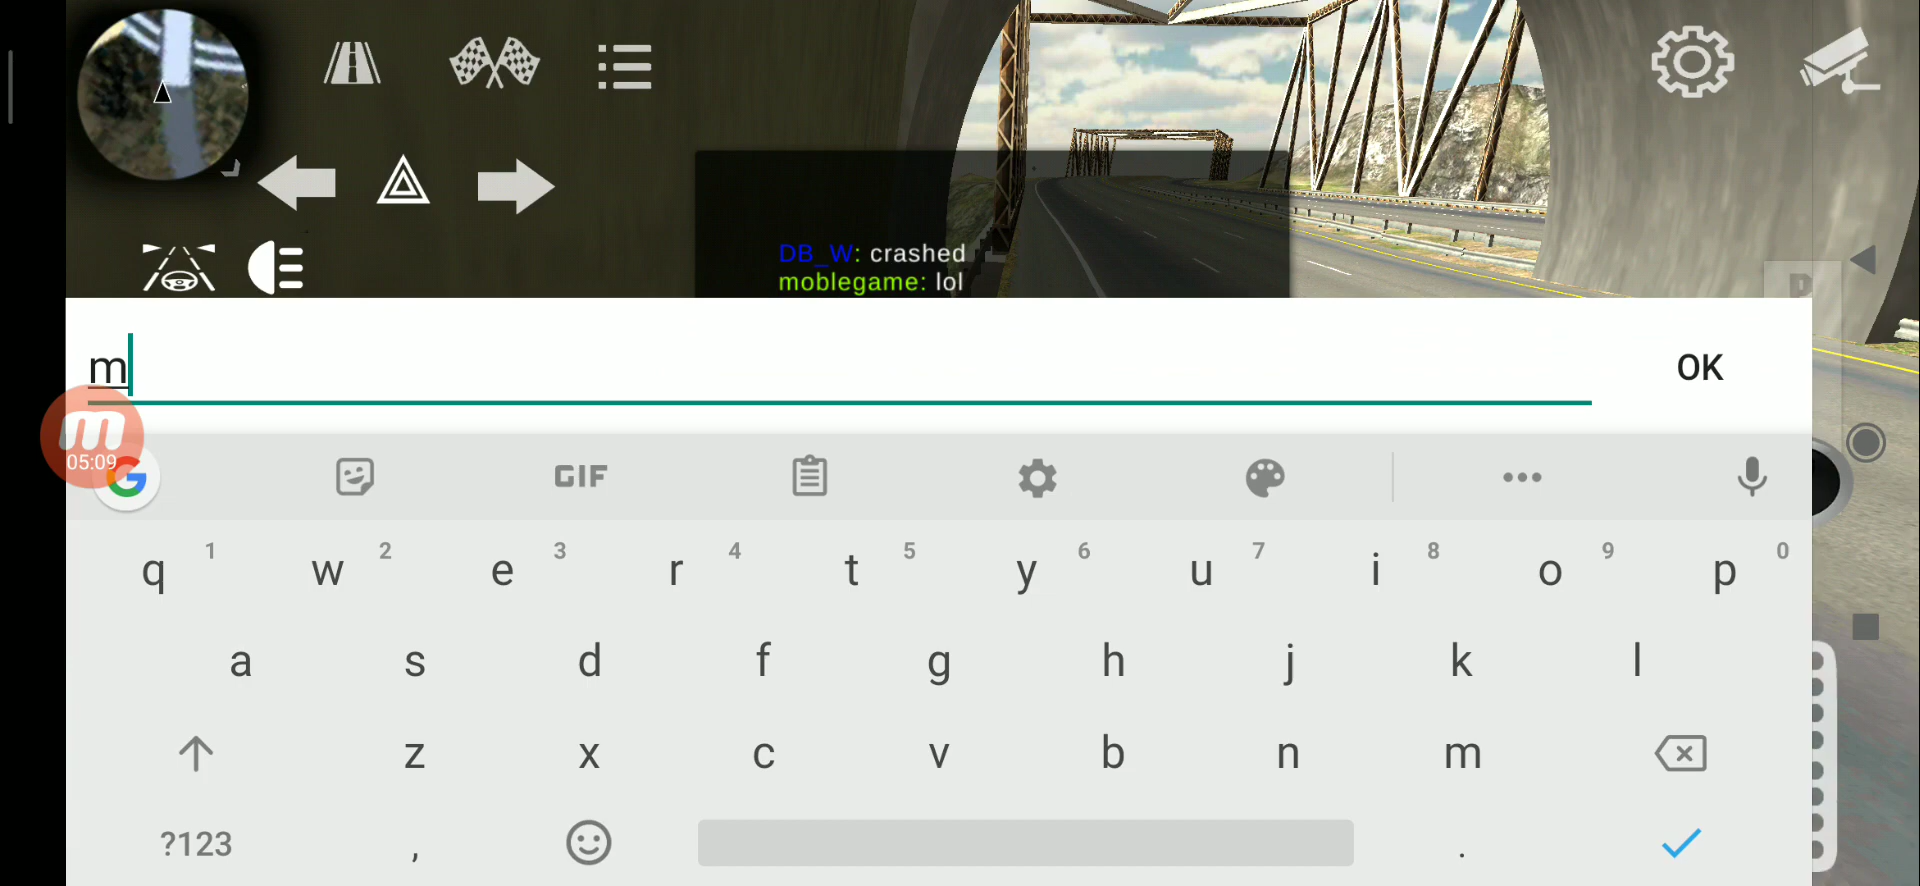 DB_W: crashed
moblegame: lol
P
m
OK
m
05:09
G
GIF
1 2 3 4 5 6 7 8 9 0
q w e r t y u i o p
a s d f g h j k l
z x c v b n m
?123 , .